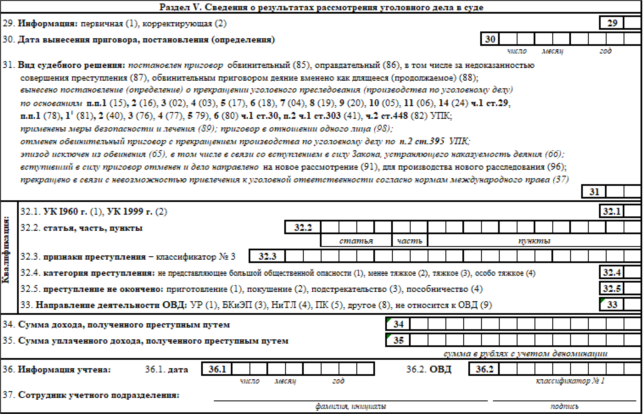 Раздел V. Сведения о результатах рассмотрения уголовного дела в суде
29. Информация: первичная (1), корректирующая (2) 29
30. Дата вынесения приговора, постановления (определения) 30
число месяц год
31. Вид судебного решения: постановлен приговор обвинительный (85), оправдательный (86), в том числе за недоказанностью
совершения преступления (87), обвинительным приговором деяние вменено как длящееся (продолжаемое) (88);
вынесено постановление (определение) о прекращении уголовного преследования (производства по уголовному делу)
по основаниям п.п.1 (15), 2 (16), 3 (02), 4 (03), 5 (17), 6 (18), 7 (04), 8 (19), 9 (20), 10 (05), 11 (06), 14 (24) ч.1 ст.29,
п.п.1 (78), 1¹ (81), 2 (40), 3 (76), 4 (77), 5 79), 6 (80) ч.1 ст.30, п.2 ч.1 ст.303 (41), ч.2 ст.448 (82) УПК;
применены меры безопасности и лечения (89); приговор в отношении одного лица (98);
отменен обвинительный приговор с прекращением производства по уголовному делу по п.2 ст.395 УПК;
эпизод исключен из обвинения (65), в том числе в связи со вступлением в силу Закона, устраняющего наказуемость деяния (66);
вступивший в силу приговор отменен и дело направлено на новое рассмотрение (91), для производства нового расследования (96);
прекращено в связи с невозможностью привлечения к уголовной ответственности согласно нормам международного права (37)
31
Квалификация:
32.1. УК 1960 г. (1), УК 1999 г. (2) 32.1
32.2. статья, часть, пункты 32.2
статья часть пункты
32.3. признаки преступления – классификатор № 3 32.3
32.4. категория преступления: не представляющее большой общественной опасности (1), менее тяжкое (2), тяжкое (3), особо тяжкое (4) 32.4
32.5. преступление не окончено: приготовление (1), покушение (2), подстрекательство (3), пособничество (4) 32.5
33. Направление деятельности ОВД: УР (1), БКиЭП (3), НиТЛ (4), ПК (5), другое (8), не относится к ОВД (9) 33
34. Сумма дохода, полученного преступным путем 34
35. Сумма уплаченного дохода, полученного преступным путем 35
сумма в рублях с учетом деноминации
36. Информация учтена: 36.1. дата 36.1 36.2. ОВД 36.2
число месяц год классификатор № 1
37. Сотрудник учетного подразделения:
фамилия, инициалы подпись